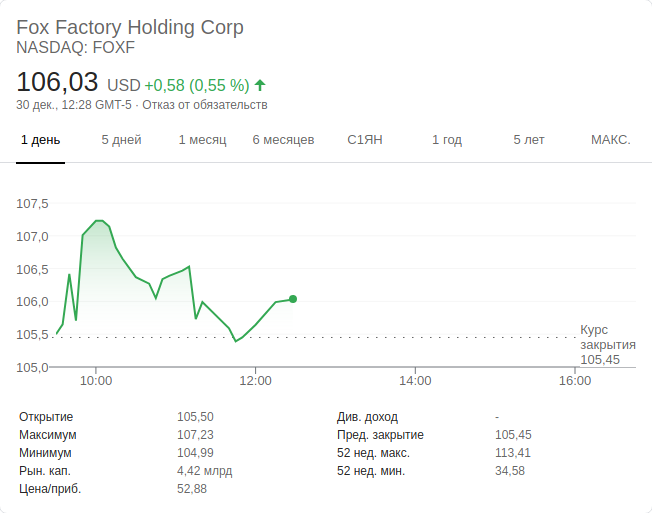 Fox Factory Holding Corp
NASDAQ: FOXF
106,03 USD +0,58 (0,55 %)
30 дек., 12:28 GMT-5 · Отказ от обязательств
1 день 5 дней 1 месяц 6 месяцев С1ЯН 1 год 5 лет МАКС.
107,5
107,0
106,5
106,0
105,5
105,0
Курс
закрытия
105,45
10:00 12:00 14:00 16:00
Открытие 105,50 Див. доход -
Максимум 107,23 Пред. закрытие 105,45
Минимум 104,99 52 нед. макс. 113,41
Рын. кап. 4,42 млрд 52 нед. мин. 34,58
Цена/приб. 52,88